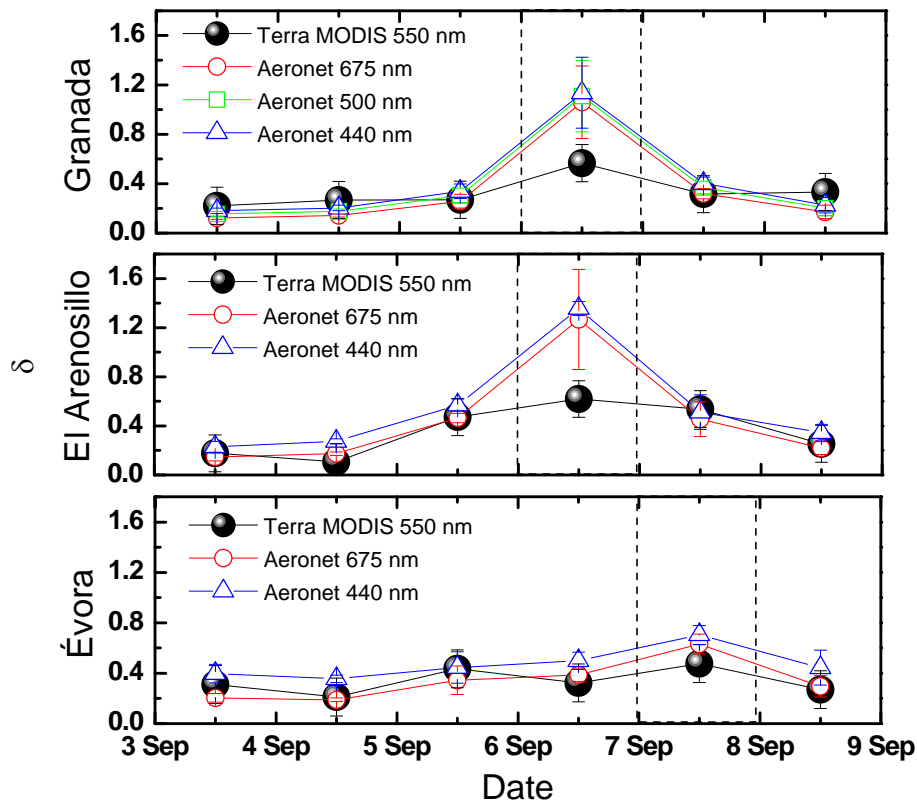 1.6
1.2
0.8
0.4
0.0
Granada
Terra MODIS 550 nm
Aeronet 675 nm
Aeronet 500 nm
Aeronet 440 nm
1.6
1.2
0.8
0.4
0.0
δ
El Arenosillo
Terra MODIS 550 nm
Aeronet 675 nm
Aeronet 440 nm
1.6
1.2
0.8
0.4
0.0
Évora
Terra MODIS 550 nm
Aeronet 675 nm
Aeronet 440 nm
3 Sep 4 Sep 5 Sep 6 Sep 7 Sep 8 Sep 9 Sep
Date